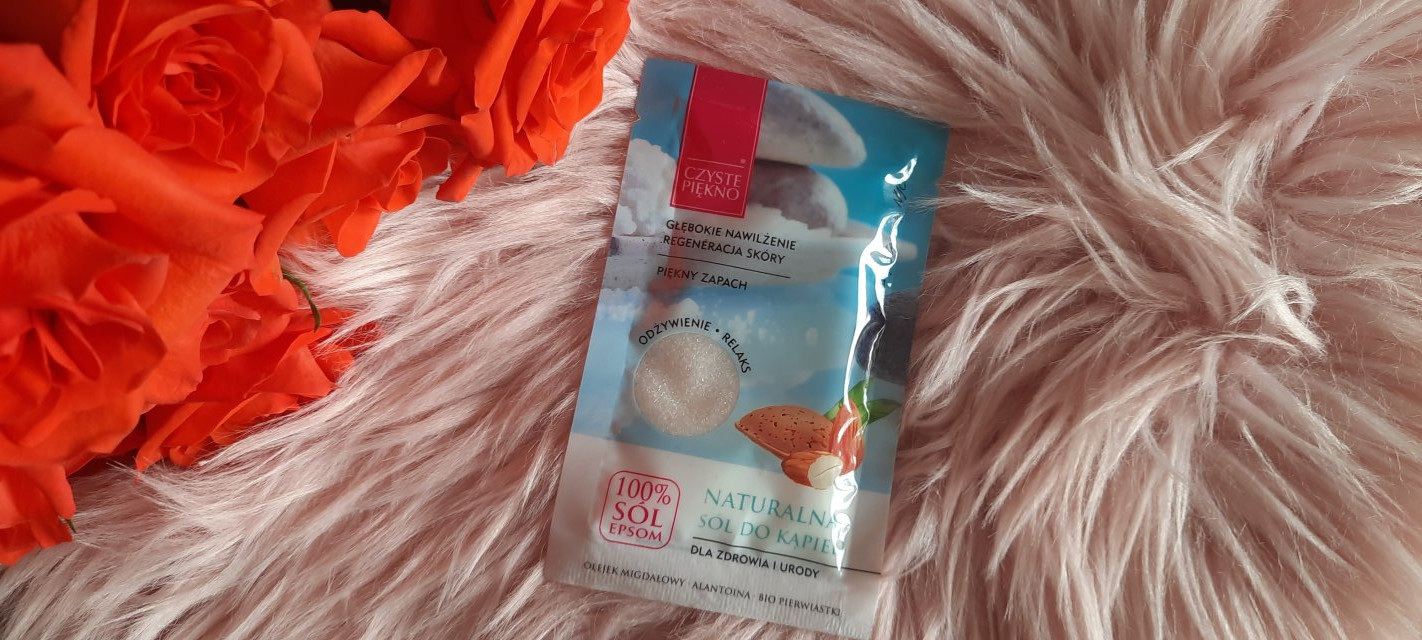 CZYSTE
PIĘKNO
GŁĘBOKIE NAWILŻENIE
REGENERACJA SKÓRY
PIĘKNY ZAPACH
ODŻYWIENIE • RELAKS
100%
SÓL
EPSOM
NATURALNA
SÓL DO KĄPIELI
DLA ZDROWIA I URODY
OLEJEK MIGDAŁOWY · ALANTOINA · BIO PIERWIASTKI